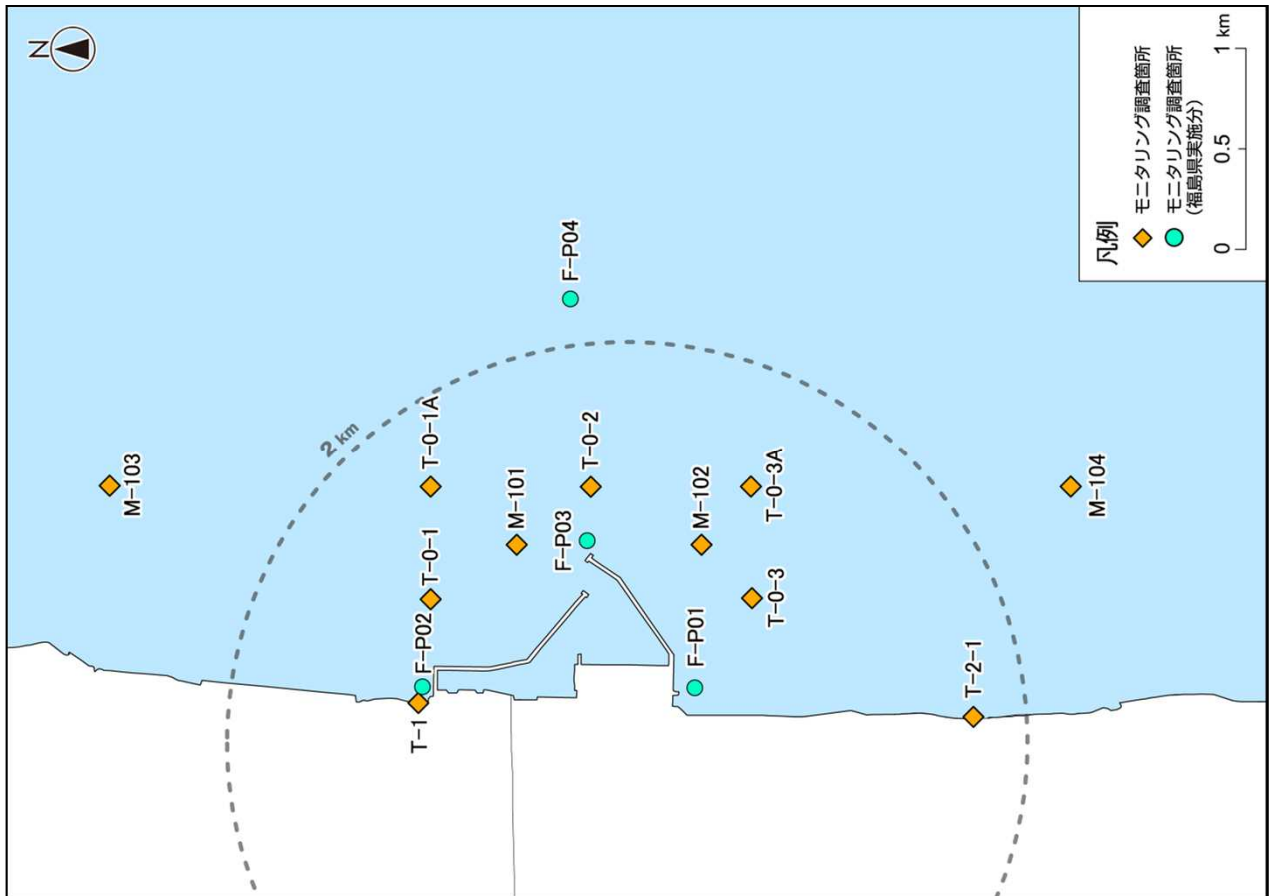 N
M-103
2 km
T-0-1A
T-0-1
F-P02
T-1
M-101
F-P04
T-0-2
F-P03
M-102
F-P01
T-0-3A
T-0-3
T-2-1
M-104
凡例
モニタリング調査箇所
モニタリング調査箇所
（福島県実施分）
0 0.5 1 km